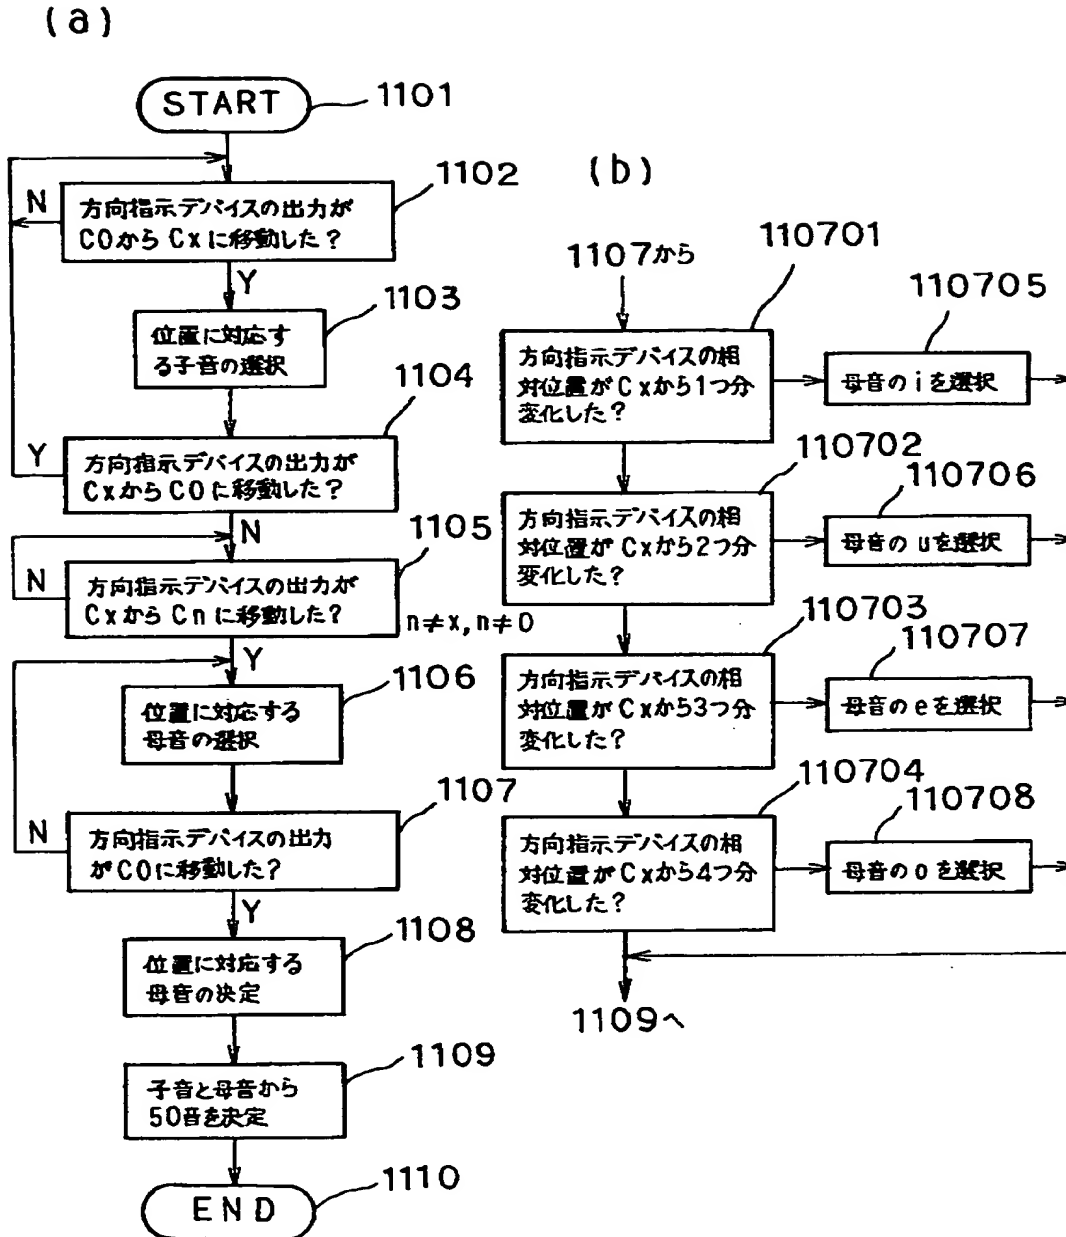 (a)
START
1101
N
1102
方向指示デバイスの出力が
C0からCxに移動した?
Y
1103
位置に対応す
る子音の選択
1104
Y
方向指示デバイスの出力が
CxからC0に移動した?
N
1105
N
方向指示デバイスの出力が
CxからCnに移動した?
n≠x,n≠0
Y
1106
位置に対応する
母音の選択
1107
N
方向指示デバイスの出力
がC0に移動した?
Y
1108
位置に対応する
母音の決定
1109
子音と母音から
50音を決定
1110
END
(b)
1107から
110701
方向指示デバイスの相
対位置がCxから1つ分
変化した?
110705
母音のiを選択
110702
方向指示デバイスの相
対位置がCxから2つ分
変化した?
110706
母音のuを選択
110703
方向指示デバイスの相
対位置がCxから3つ分
変化した?
110707
母音のeを選択
110704
方向指示デバイスの相
対位置がCxから4つ分
変化した?
110708
母音のoを選択
1109へ